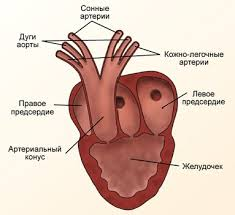 Сонные
артерии
Дуги
аорты
Кожно-легочные
артерии
Правое
предсердие
Левое
предсердие
Артериальный
конус
Желудочек